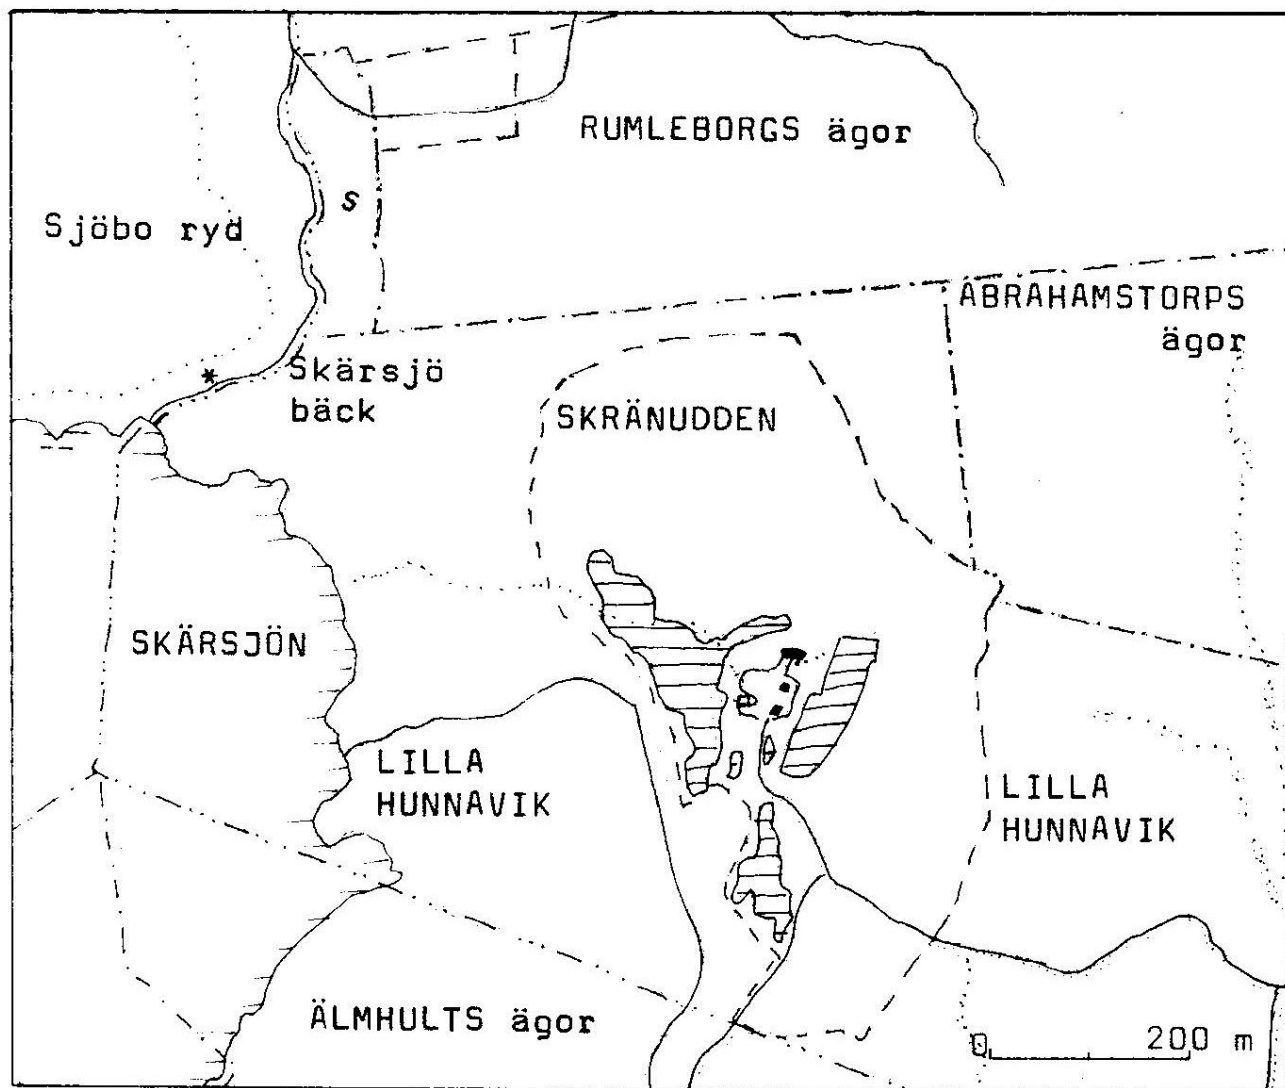 RUMLEBORGS ägor
s
Sjöbo ryd
ABRAHAMSTORPS
ägor
Skärsjö
bäck
SKRÄNUDDEN
SKÄRSJÖN
LILLA
HUNNAVIK
LILLA
HUNNAVIK
ÄLMHULTS ägor
0 200 m